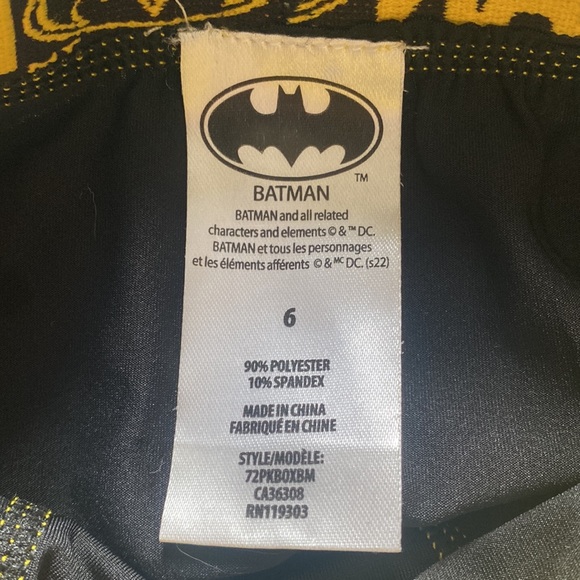 TM
BATMAN
BATMAN and all related
characters and elements © & ™ DC.
BATMAN et tous les personnages
et les éléments afférents © & MC DC. (s22)
6
90% POLYESTER
10% SPANDEX
MADE IN CHINA
FABRIQUÉ EN CHINE
STYLE/MODÈLE:
72PKBOXBM
CA36308
RN119303